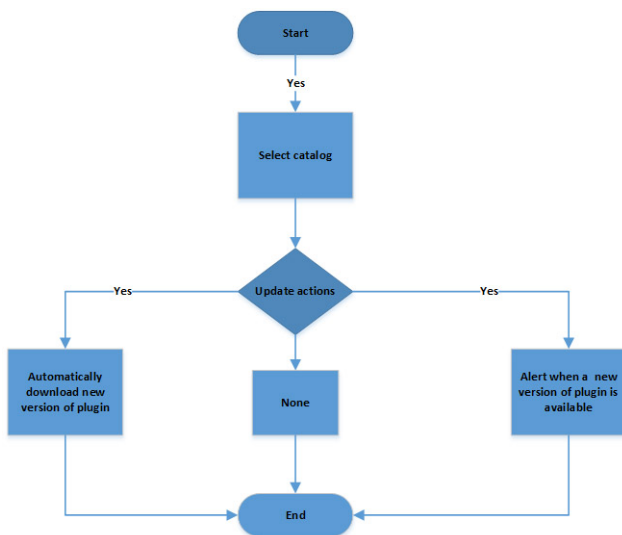 Start
Yes
Select catalog
Update actions
Yes
Yes
Automatically
download new
version of plugin
None
Alert when a new
version of plugin is
available
End